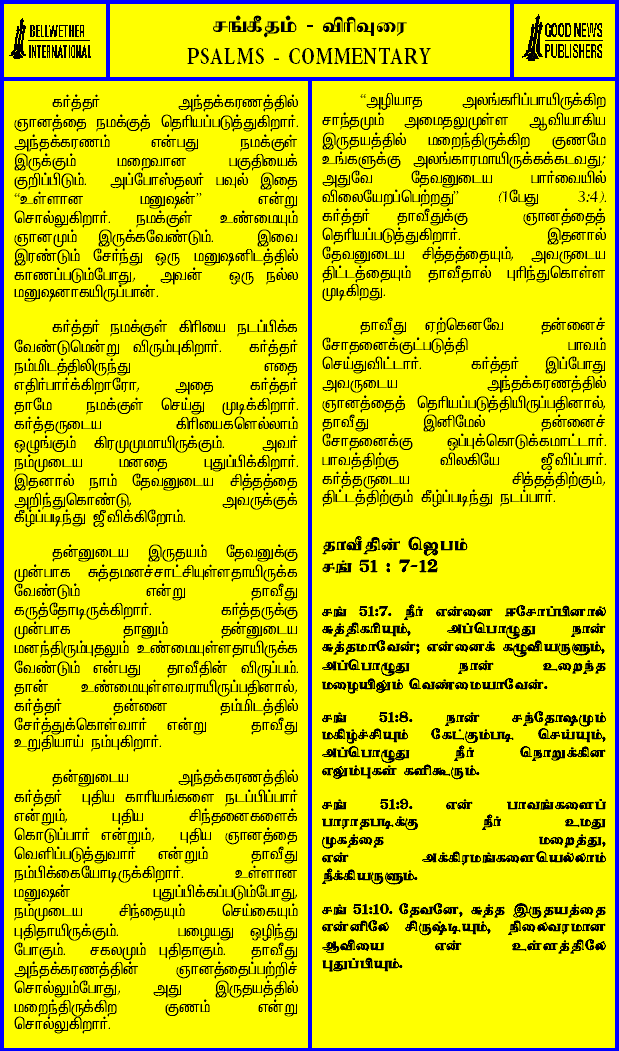 BELLWETHER
INTERNATIONAL
சங்கீதம் - விரிவுரை
PSALMS - COMMENTARY
GOOD NEWS
PUBLISHERS
கர்த்தர் அந்தக்கரணத்தில்
ஞானத்தை நமக்குத் தெரியப்படுத்துகிறார்.
அந்தக்கரணம் என்பது நமக்குள்
இருக்கும் மறைவான பகுதியைக்
குறிப்பிடும். அப்போஸ்தலர் பவுல் இதை
“உள்ளான மனுஷன்” என்று
சொல்லுகிறார். நமக்குள் உண்மையும்
ஞானமும் இருக்கவேண்டும். இவை
இரண்டும் சேர்ந்து ஒரு மனுஷனிடத்தில்
காணப்படும்போது, அவன் ஒரு நல்ல
மனுஷனாகயிருப்பான்.
கர்த்தர் நமக்குள் கிரியை நடப்பிக்க
வேண்டுமென்று விரும்புகிறார். கர்த்தர்
நம்மிடத்திலிருந்து எதை
எதிர்பார்க்கிறாரோ, அதை கர்த்தர்
தாமே நமக்குள் செய்து முடிக்கிறார்.
கர்த்தருடைய கிரியைகளெல்லாம்
ஒழுங்கும் கிரமமுமாயிருக்கும். அவர்
நம்முடைய மனதை புதுப்பிக்கிறார்.
இதனால் நாம் தேவனுடைய சித்தத்தை
அறிந்துகொண்டு, அவருக்குக்
கீழ்ப்படிந்து ஜீவிக்கிறோம்.
தன்னுடைய இருதயம் தேவனுக்கு
முன்பாக சுத்தமனச்சாட்சியுள்ளதாயிருக்க
வேண்டும் என்று தாவீது
கருத்தோடிருக்கிறார். கர்த்தருக்கு
முன்பாக தானும் தன்னுடைய
மனந்திரும்புதலும் உண்மையுள்ளதாயிருக்க
வேண்டும் என்பது தாவீதின் விருப்பம்.
தான் உண்மையுள்ளவராயிருப்பதினால்,
கர்த்தர் தன்னை தம்மிடத்தில்
சேர்த்துக்கொள்வார் என்று தாவீது
உறுதியாய் நம்புகிறார்.
தன்னுடைய அந்தக்கரணத்தில்
கர்த்தர் புதிய காரியங்களை நடப்பிப்பார்
என்றும், புதிய சிந்தனைகளைக்
கொடுப்பார் என்றும், புதிய ஞானத்தை
வெளிப்படுத்துவார் என்றும் தாவீது
நம்பிக்கையோடிருக்கிறார். உள்ளான
மனுஷன் புதுப்பிக்கப்படும்போது,
நம்முடைய சிந்தையும் செய்கையும்
புதிதாயிருக்கும். பழையது ஒழிந்து
போகும். சகலமும் புதிதாகும். தாவீது
அந்தக்கரணத்தின் ஞானத்தைப்பற்றிச்
சொல்லும்போது, அது இருதயத்தில்
மறைந்திருக்கிற குணம் என்று
சொல்லுகிறார்.
“அழியாத அலங்கரிப்பாயிருக்கிற
சாந்தமும் அமைதலுமுள்ள ஆவியாகிய
இருதயத்தில் மறைந்திருக்கிற குணமே
உங்களுக்கு அலங்காரமாயிருக்கக்கடவது;
அதுவே தேவனுடைய பார்வையில்
விலையேறப்பெற்றது” (1பேது 3:4).
கர்த்தர் தாவீதுக்கு ஞானத்தைத்
தெரியப்படுத்துகிறார். இதனால்
தேவனுடைய சித்தத்தையும், அவருடைய
திட்டத்தையும் தாவீதால் புரிந்துகொள்ள
முடிகிறது.
தாவீது ஏற்கெனவே தன்னைச்
சோதனைக்குட்படுத்தி பாவம்
செய்துவிட்டார். கர்த்தர் இப்போது
அவருடைய அந்தக்கரணத்தில்
ஞானத்தைத் தெரியப்படுத்தியிருப்பதினால்,
தாவீது இனிமேல் தன்னைச்
சோதனைக்கு ஒப்புக்கொடுக்கமாட்டார்.
பாவத்திற்கு விலகியே ஜீவிப்பார்.
கர்த்தருடைய சித்தத்திற்கும்,
திட்டத்திற்கும் கீழ்ப்படிந்து நடப்பார்.
தாவீதின் ஜெபம்
சங் 51 : 7-12
சங் 51:7. நீர் என்னை ஈசோப்பினால்
சுத்திகரியும், அப்பொழுது நான்
சுத்தமாவேன்; என்னைக் கழுவியருளும்,
அப்பொழுது நான் உறைந்த
மழையிலும் வெண்மையாவேன்.
சங் 51:8. நான் சந்தோஷமும்
மகிழ்ச்சியும் கேட்கும்படி செய்யும்,
அப்பொழுது நீர் நொறுக்கின
எலும்புகள் களிகூரும்.
சங் 51:9. என் பாவங்களைப்
பாராதபடிக்கு நீர் உமது
முகத்தை மறைத்து,
என் அக்கிரமங்களையெல்லாம்
நீக்கியருளும்.
சங் 51:10. தேவனே, சுத்த இருதயத்தை
என்னிலே சிருஷ்டியும், நிலைவரமான
ஆவியை என் உள்ளத்திலே
புதுப்பியும்.